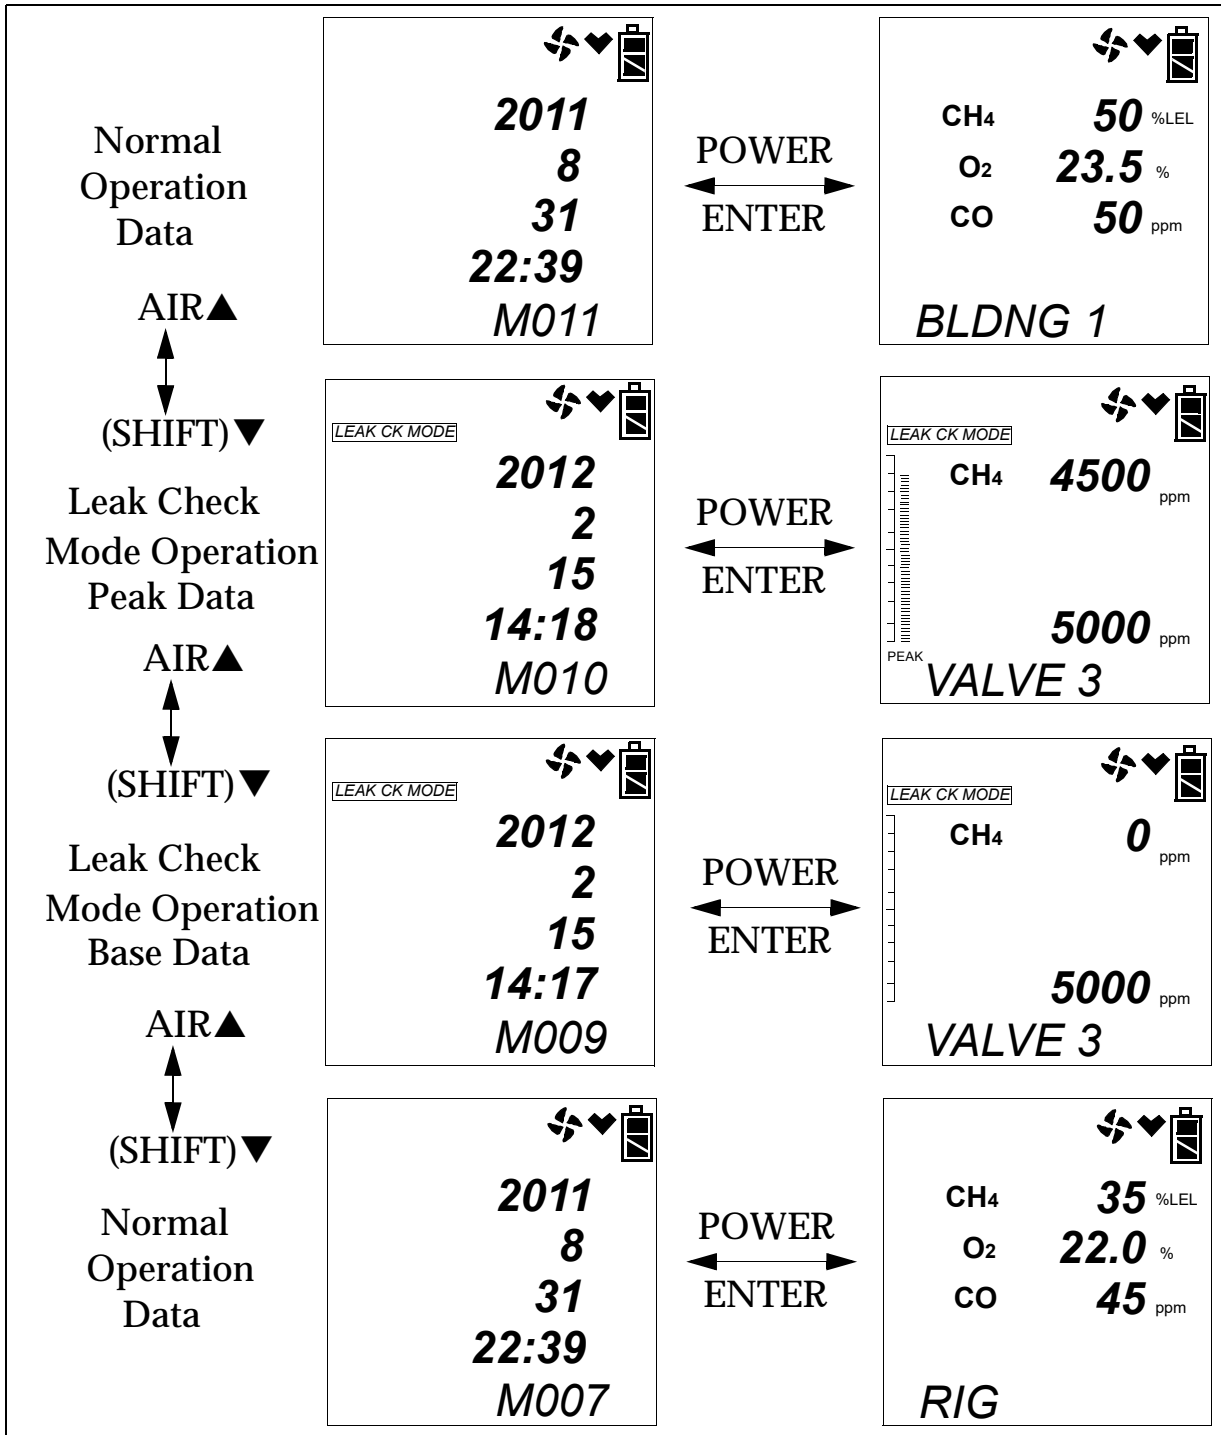 Normal
Operation
Data
2011
8
31
22:39
M011
POWER
ENTER
CH4 50 %LEL
O2 23.5 %
CO 50 ppm
BLDNG 1
AIR▲
(SHIFT)▼
Leak Check
Mode Operation
Peak Data
LEAK CK MODE
2012
2
15
14:18
M010
POWER
ENTER
LEAK CK MODE
CH4 4500 ppm
5000 ppm
PEAK
VALVE 3
AIR▲
(SHIFT)▼
Leak Check
Mode Operation
Base Data
LEAK CK MODE
2012
2
15
14:17
M009
POWER
ENTER
LEAK CK MODE
CH4 0 ppm
5000 ppm
VALVE 3
AIR▲
(SHIFT)▼
Normal
Operation
Data
2011
8
31
22:39
M007
POWER
ENTER
CH4 35 %LEL
O2 22.0 %
CO 45 ppm
RIG